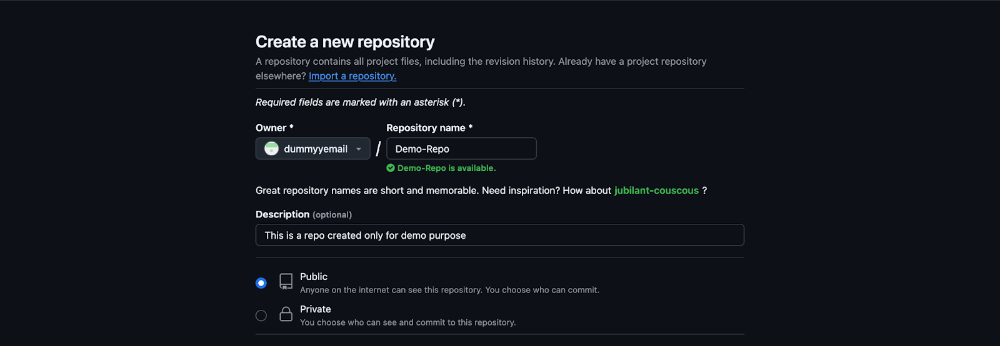 Create a new repository
A repository contains all project files, including the revision history. Already have a project repository
elsewhere? Import a repository.
Required fields are marked with an asterisk (*).
Owner *
Repository name *
dummyyemail
/
Demo-Repo
Demo-Repo is available.
Great repository names are short and memorable. Need inspiration? How about jubilant-couscous ?
Description (optional)
This is a repo created only for demo purpose
Public
Anyone on the internet can see this repository. You choose who can commit.
Private
You choose who can see and commit to this repository.